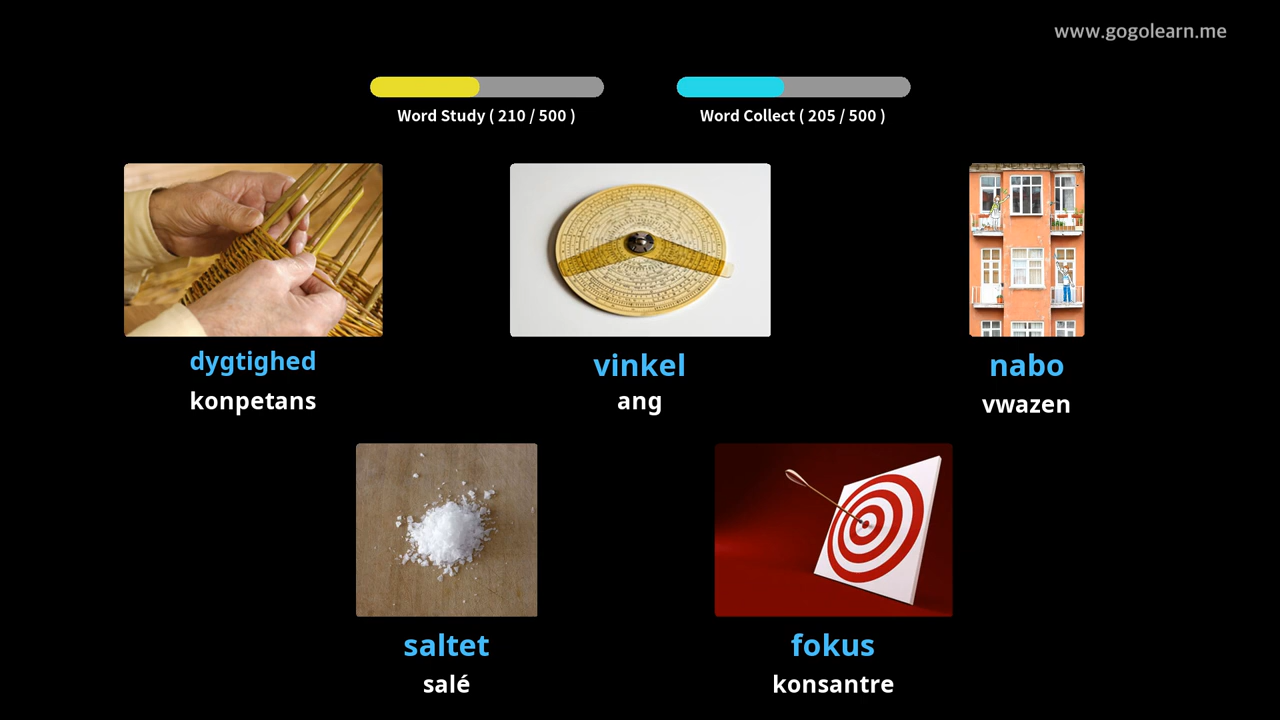 www.gogolearn.me
Word Study ( 210 / 500 )
Word Collect ( 205 / 500 )
dygtighed
konpetans
vinkel
ang
nabo
vwazen
saltet
salé
fokus
konsantre